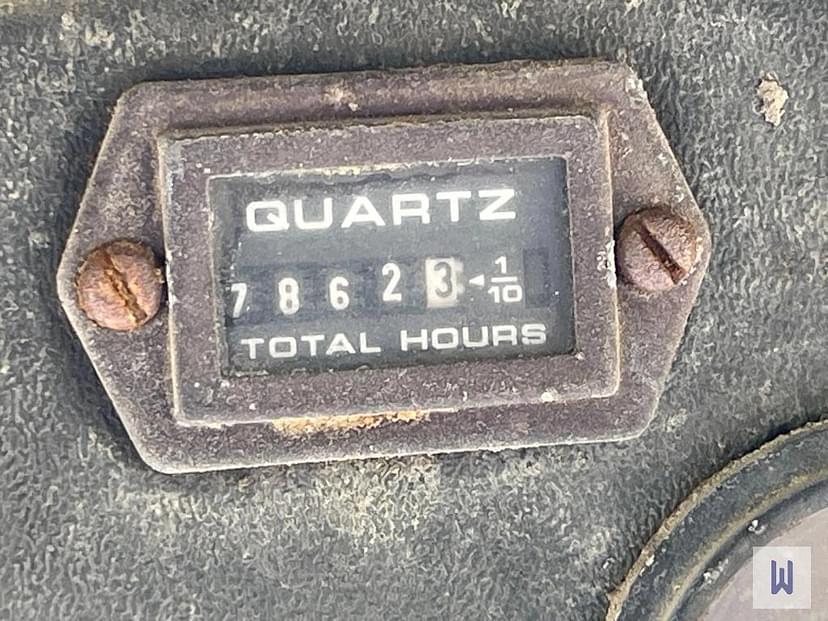 QUARTZ
7 8 6 2 3 ◄ 1/10
TOTAL HOURS
W